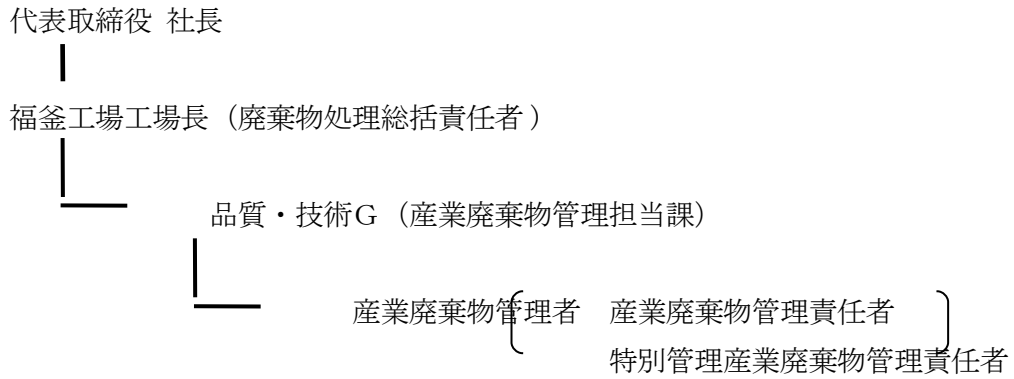 代表取締役 社長
福釜工場工場長（廃棄物処理総括責任者）
品質・技術G（産業廃棄物管理担当課）
産業廃棄物管理者 産業廃棄物管理責任者
特別管理産業廃棄物管理責任者